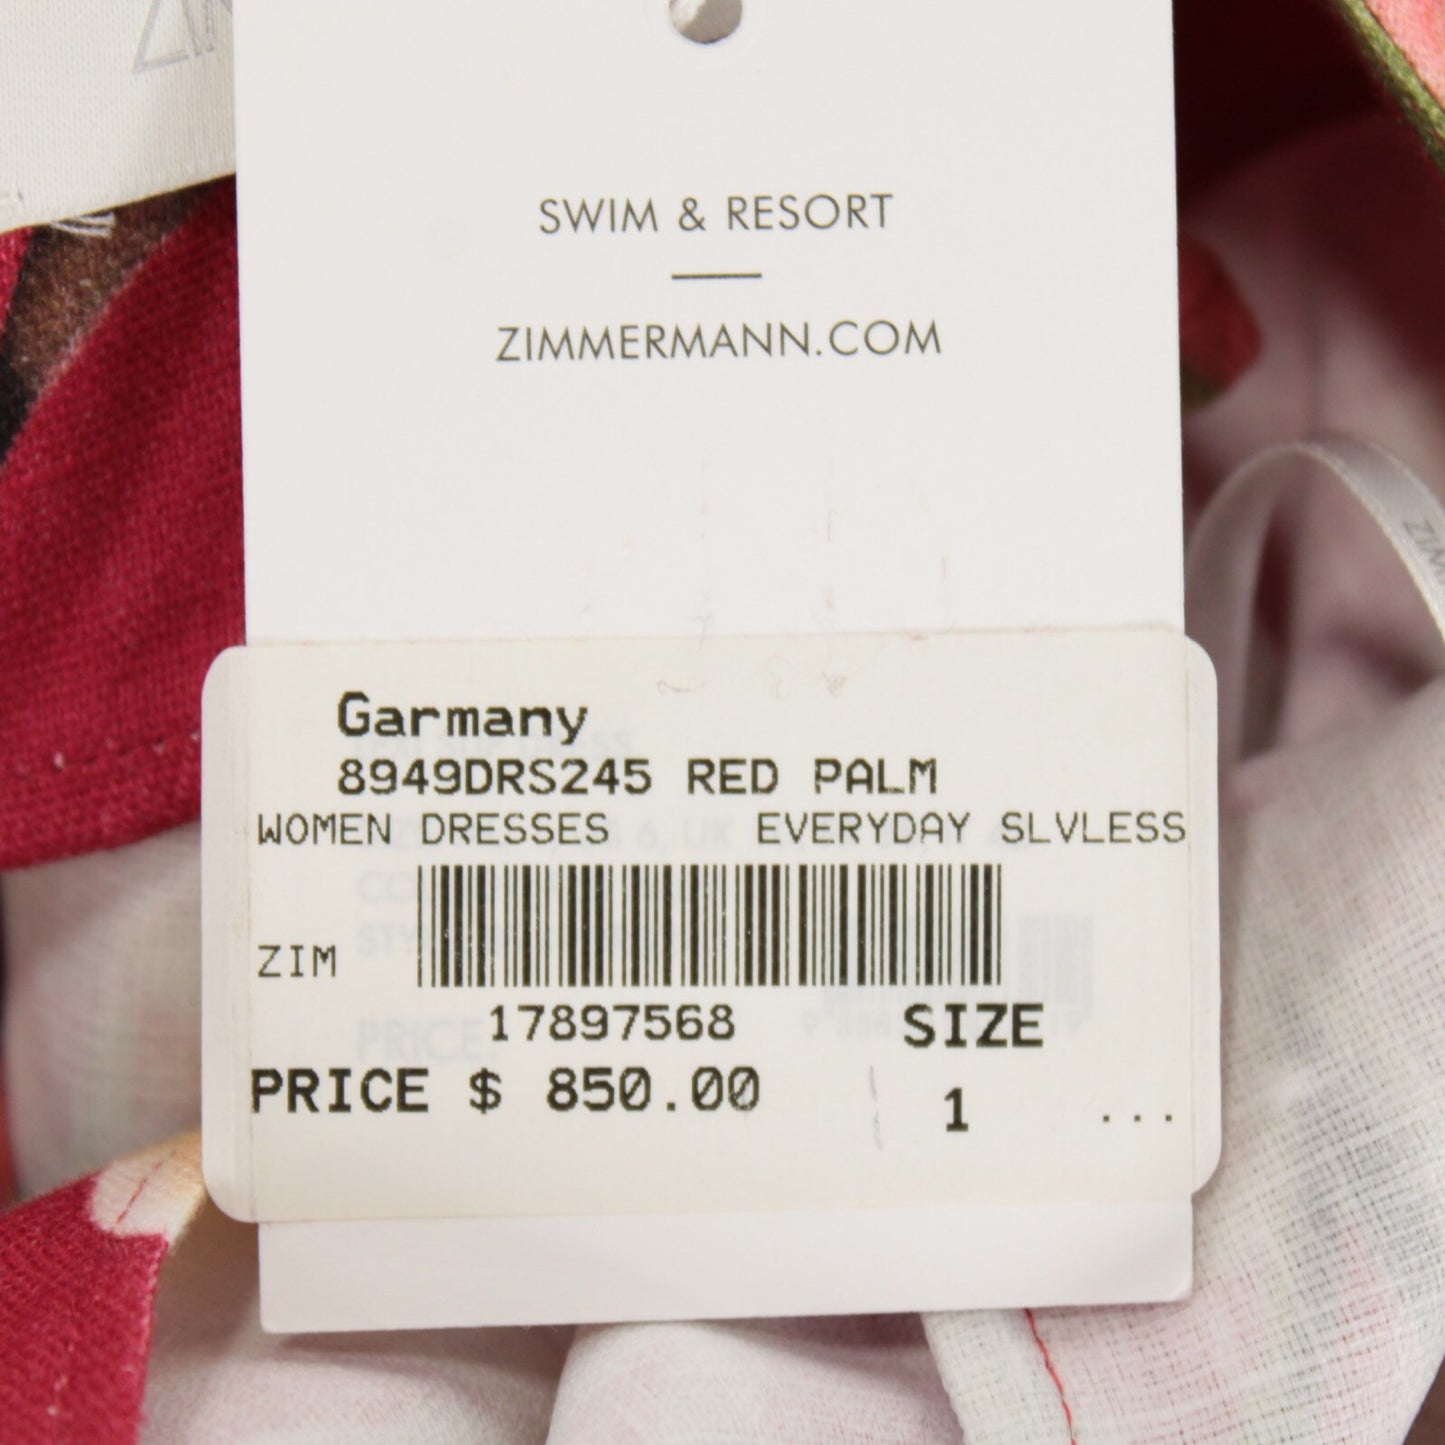 SWIM & RESORT
ZIMMERMANN.COM
Garmany
8949DRS245 RED PALM
WOMEN DRESSES EVERYDAY SLVLESS
ZIM
17897568 SIZE
PRICE $ 850.00 1 ...